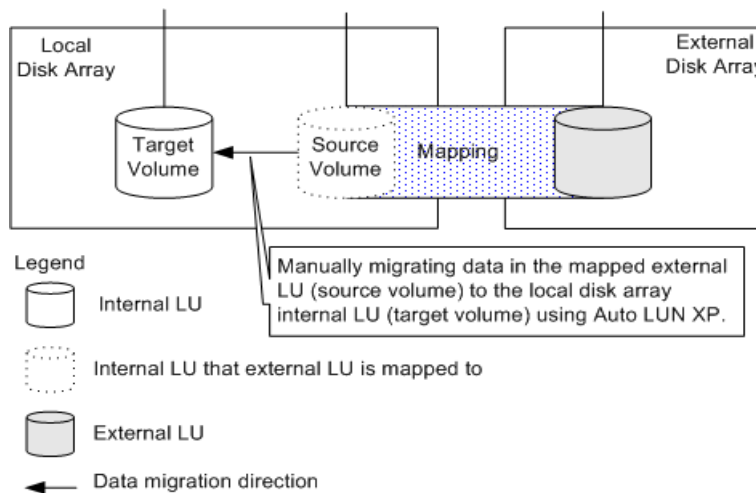 Local
Disk Array
External
Disk Array
Target
Volume
Source
Volume
Mapping
Manually migrating data in the mapped external
LU (source volume) to the local disk array
internal LU (target volume) using Auto LUN XP.
Legend
Internal LU
Internal LU that external LU is mapped to
External LU
Data migration direction